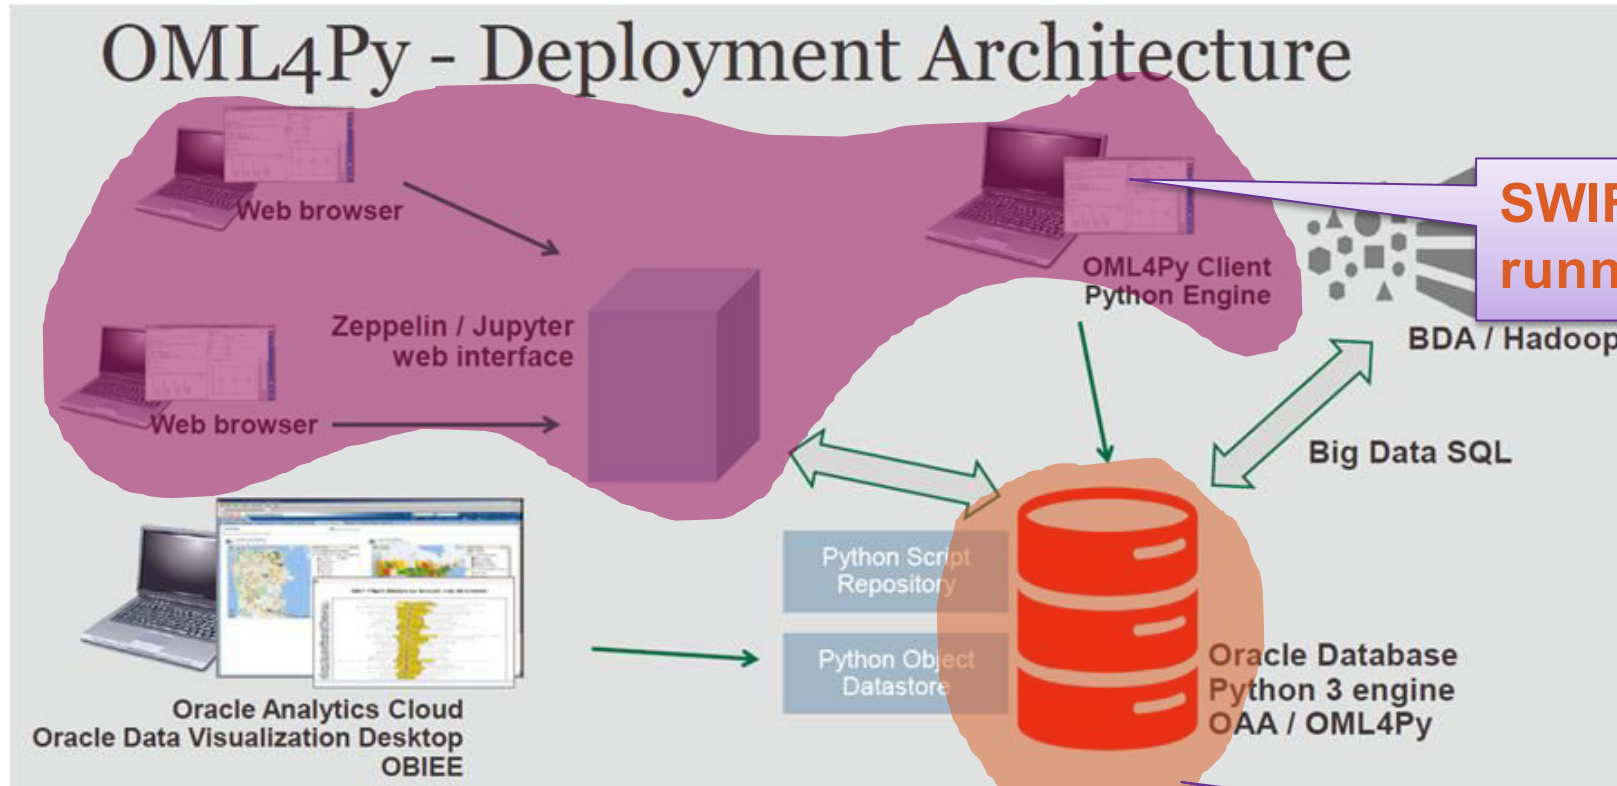 OML4Py - Deployment Architecture
Web browser
SWIF
runn
OML4Py Client
Python Engine
Zeppelin / Jupyter
web interface
BDA / Hadoop
Web browser
Big Data SQL
Python Script
Repository
Python Object
Datastore
Oracle Database
Python 3 engine
OAA / OML4Py
Oracle Analytics Cloud
Oracle Data Visualization Desktop
OBIEE